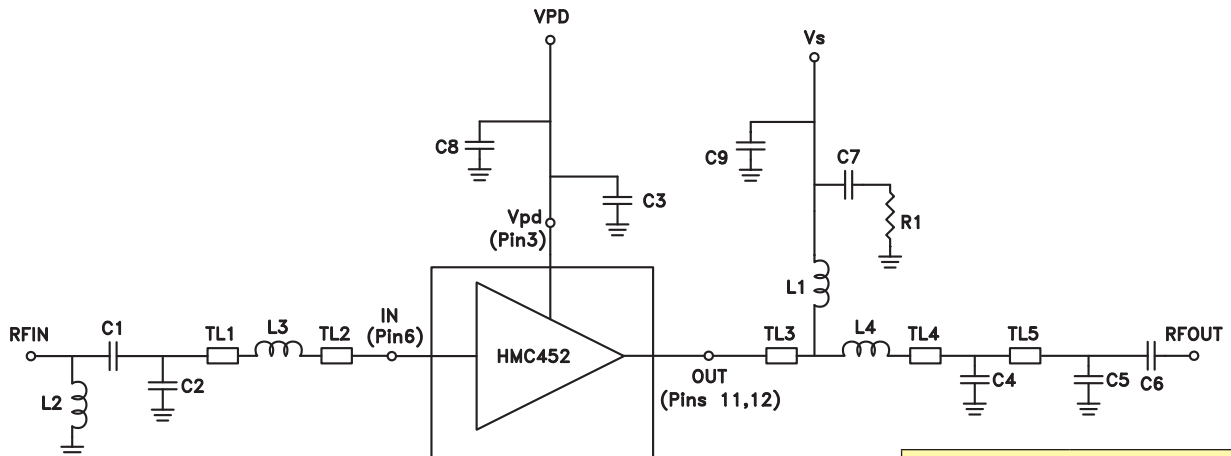 VPD
Vs
C8
C9
C7
C3
Vpd
(Pin3)
R1
L1
RFIN
C1
TL1
L3
TL2
IN
(Pin6)
HMC452
TL3
L4
TL4
TL5
RFOUT
C2
L2
OUT
(Pins 11,12)
C4
C5
C6